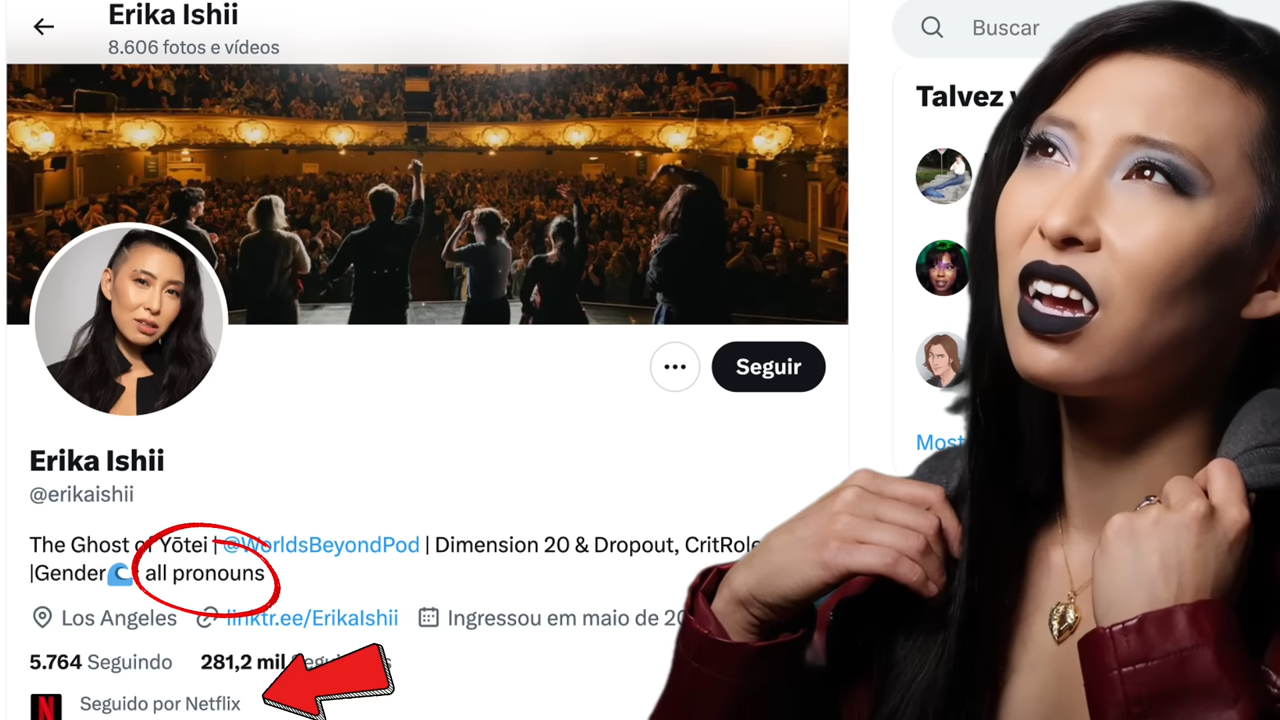 Erika Ishii
8.606 fotos e vídeos
Buscar
Talvez
Seguir
Erika Ishii
@erikaishii
The Ghost of Yōtei | @WorldsBeyondPod | Dimension 20 & Dropout, CritRole
|Gender🌊 all pronouns
Los Angeles linktr.ee/ErikaIshii Ingressou em maio de 20
5.764 Seguindo 281,2 mil
N Seguido por Netflix